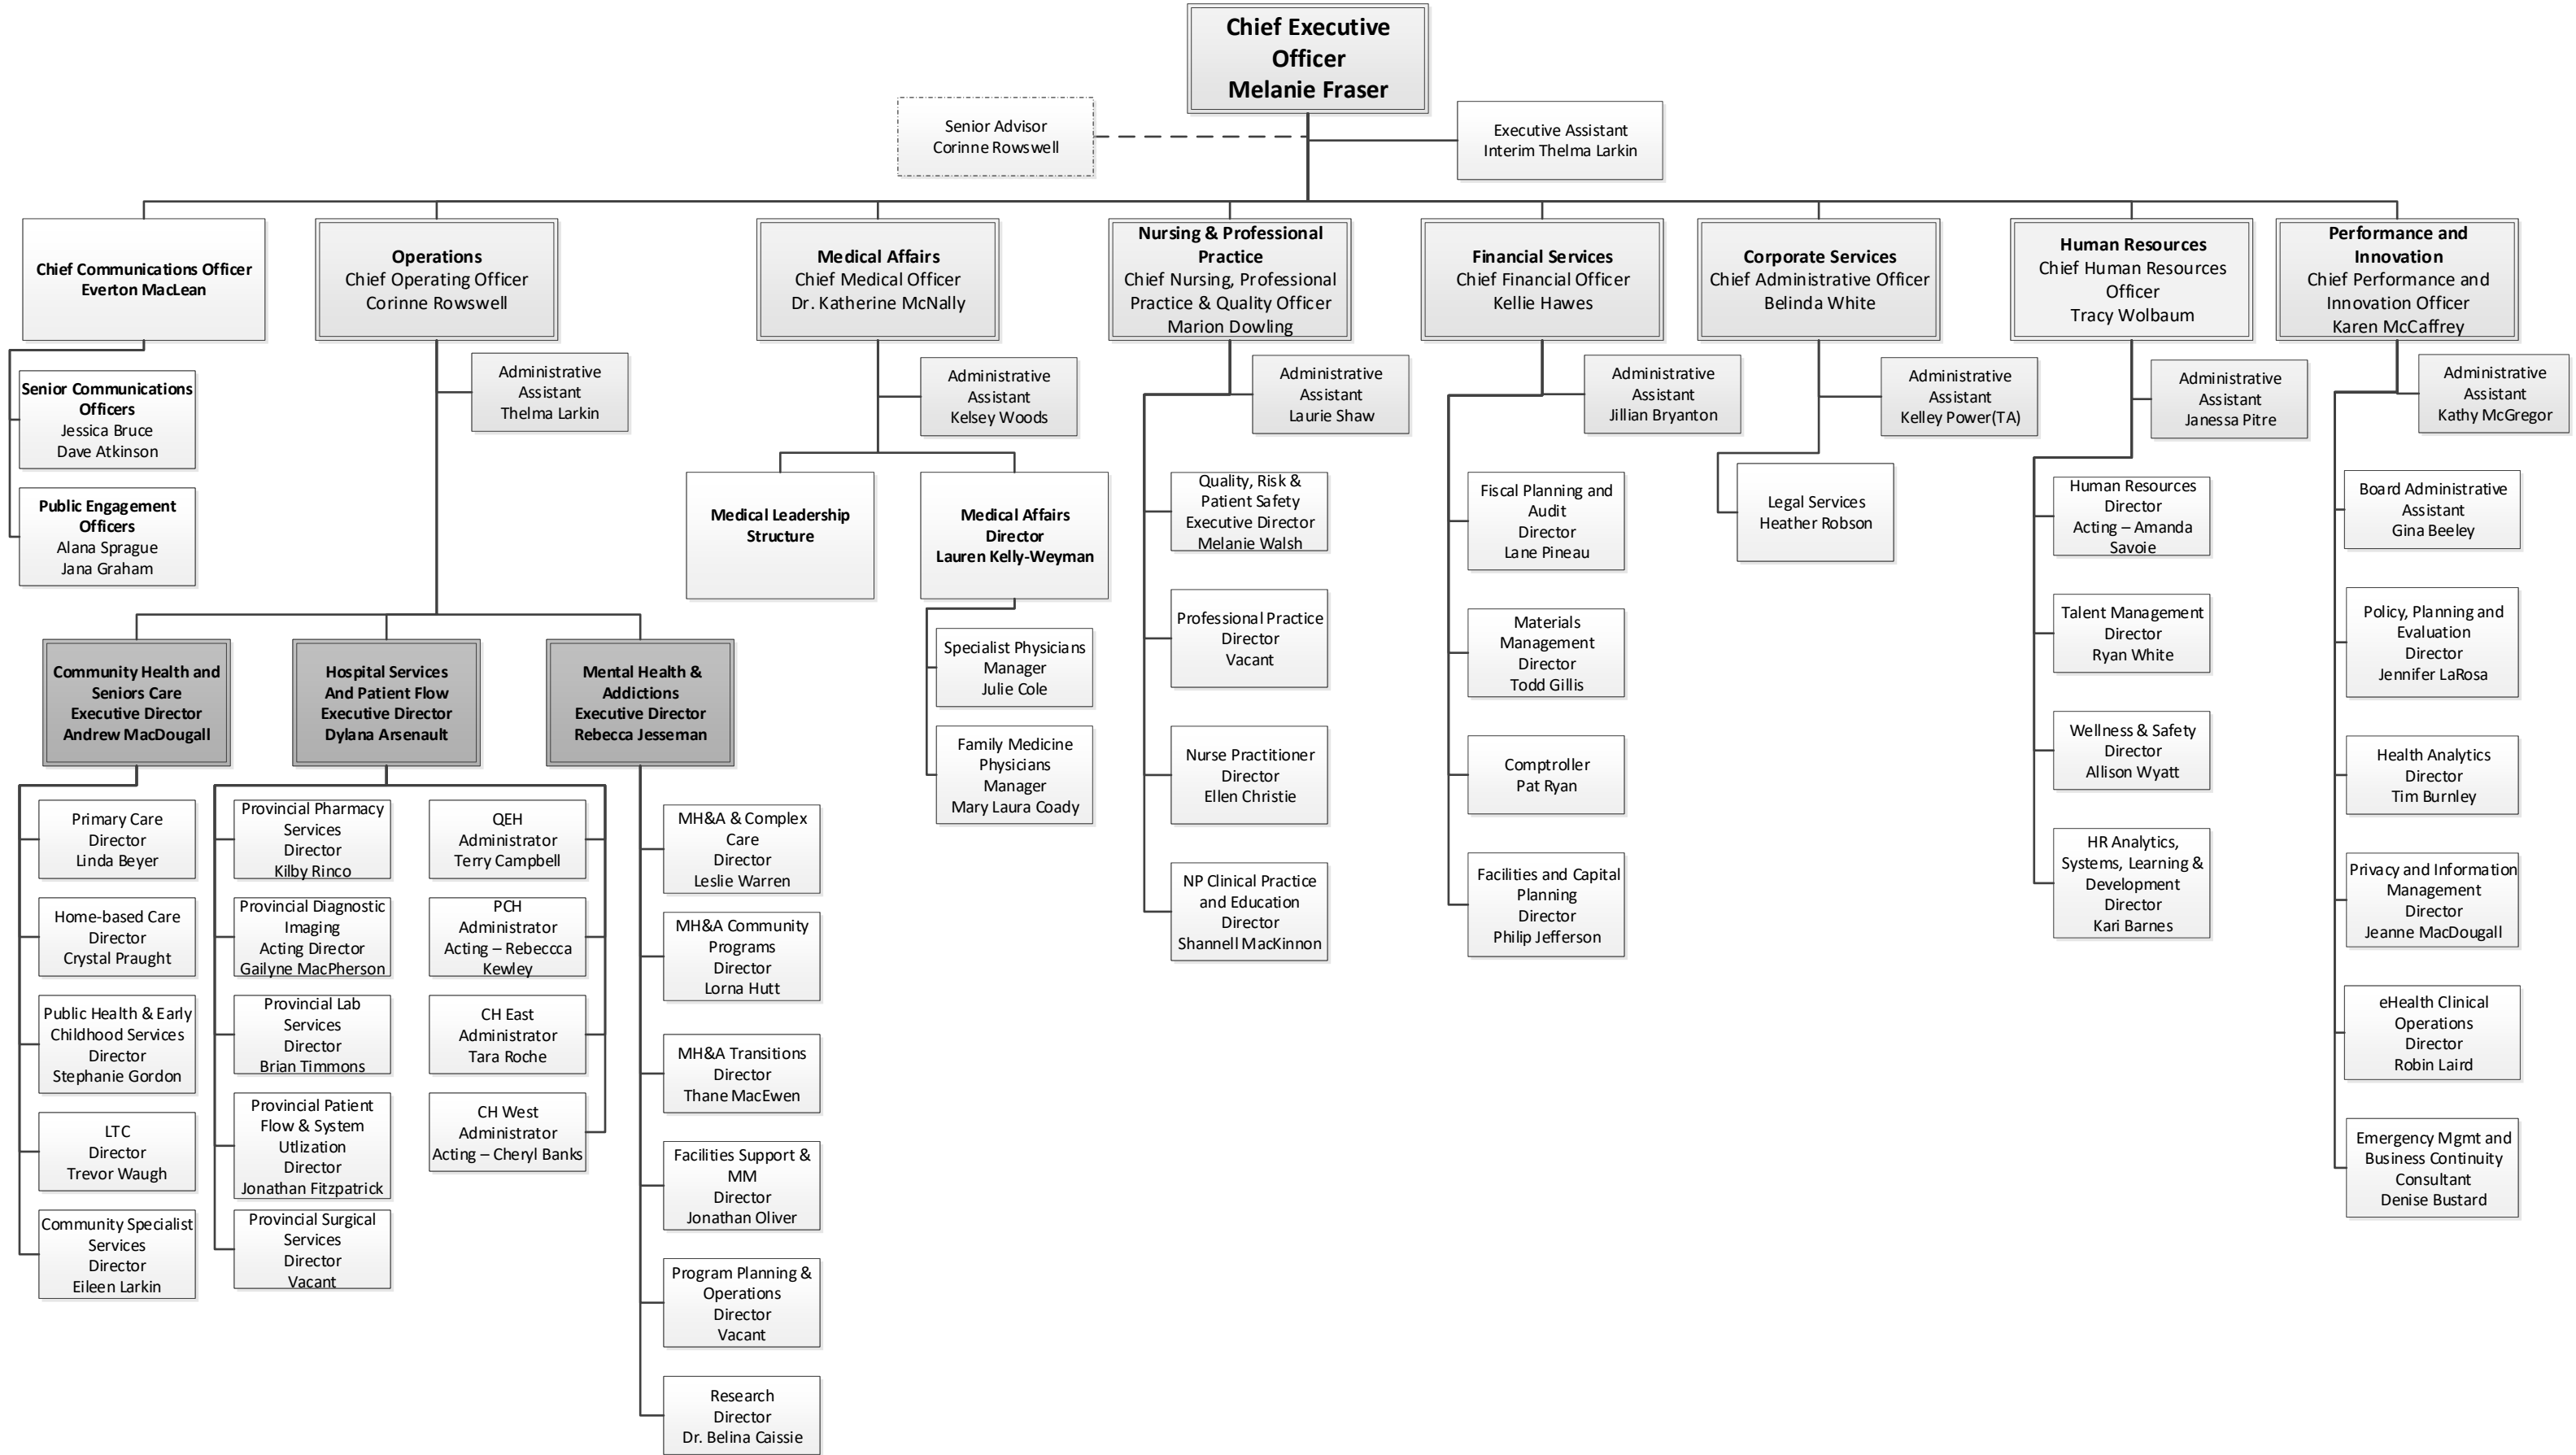 Chief Executive
Officer
Melanie Fraser
Senior Advisor
Corinne Rowswell
Executive Assistant
Interim Thelma Larkin
Chief Communications Officer
Everton MacLean
Operations
Chief Operating Officer
Corinne Rowswell
Medical Affairs
Chief Medical Officer
Dr. Katherine McNally
Nursing & Professional
Practice
Chief Nursing, Professional
Practice & Quality Officer
Marion Dowling
Financial Services
Chief Financial Officer
Kellie Hawes
Corporate Services
Chief Administrative Officer
Belinda White
Human Resources
Chief Human Resources
Officer
Tracy Wolbaum
Performance and
Innovation
Chief Performance and
Innovation Officer
Karen McCaffrey
Senior Communications
Officers
Jessica Bruce
Dave Atkinson
Public Engagement
Officers
Alana Sprague
Jana Graham
Administrative
Assistant
Thelma Larkin
Administrative
Assistant
Kelsey Woods
Administrative
Assistant
Laurie Shaw
Administrative
Assistant
Jillian Bryanton
Administrative
Assistant
Kelley Power(TA)
Administrative
Assistant
Janessa Pitre
Administrative
Assistant
Kathy McGregor
Medical Leadership
Structure
Medical Affairs
Director
Lauren Kelly-Weyman
Specialist Physicians
Manager
Julie Cole
Family Medicine
Physicians
Manager
Mary Laura Coady
Quality, Risk &
Patient Safety
Executive Director
Melanie Walsh
Professional Practice
Director
Vacant
Nurse Practitioner
Director
Ellen Christie
NP Clinical Practice
and Education
Director
Shannell MacKinnon
Fiscal Planning and
Audit
Director
Lane Pineau
Materials
Management
Director
Todd Gillis
Comptroller
Pat Ryan
Facilities and Capital
Planning
Director
Philip Jefferson
Legal Services
Heather Robson
Human Resources
Director
Acting – Amanda
Savoie
Talent Management
Director
Ryan White
Wellness & Safety
Director
Allison Wyatt
HR Analytics,
Systems, Learning &
Development
Director
Kari Barnes
Board Administrative
Assistant
Gina Beeley
Policy, Planning and
Evaluation
Director
Jennifer LaRosa
Health Analytics
Director
Tim Burnley
Privacy and Information
Management
Director
Jeanne MacDougall
eHealth Clinical
Operations
Director
Robin Laird
Emergency Mgmt and
Business Continuity
Consultant
Denise Bustard
Community Health and
Seniors Care
Executive Director
Andrew MacDougall
Hospital Services
And Patient Flow
Executive Director
Dylana Arsenault
Mental Health &
Addictions
Executive Director
Rebecca Jesseman
Primary Care
Director
Linda Beyer
Home-based Care
Director
Crystal Praught
Public Health & Early
Childhood Services
Director
Stephanie Gordon
LTC
Director
Trevor Waugh
Community Specialist
Services
Director
Eileen Larkin
Provincial Pharmacy
Services
Director
Kilby Rinco
Provincial Diagnostic
Imaging
Acting Director
Gailyne MacPherson
Provincial Lab
Services
Director
Brian Timmons
Provincial Patient
Flow & System
Utlization
Director
Jonathan Fitzpatrick
Provincial Surgical
Services
Director
Vacant
QEH
Administrator
Terry Campbell
PCH
Administrator
Acting – Rebeccca
Kewley
CH East
Administrator
Tara Roche
CH West
Administrator
Acting – Cheryl Banks
MH&A & Complex
Care
Director
Leslie Warren
MH&A Community
Programs
Director
Lorna Hutt
MH&A Transitions
Director
Thane MacEwen
Facilities Support &
MM
Director
Jonathan Oliver
Program Planning &
Operations
Director
Vacant
Research
Director
Dr. Belina Caissie